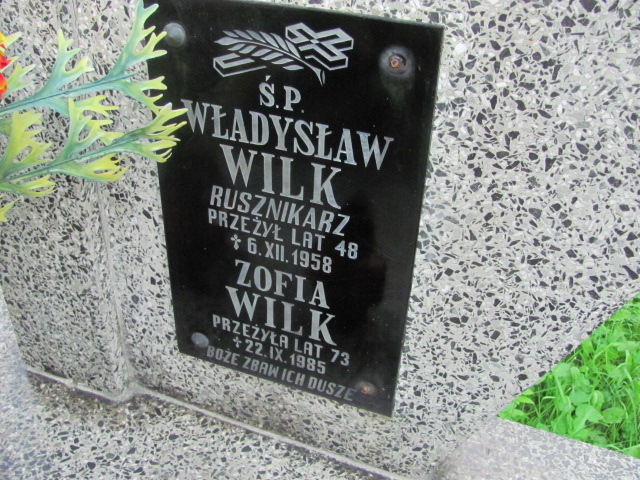 Ś.P.
WŁADYSŁAW
WILK
RUSZNIKARZ
PRZEŻYŁ LAT 48
+ 6.XII.1958
ZOFIA
WILK
PRZEŻYŁA LAT 73
+ 22.IX.1985
BOŻE ZBAW ICH DUSZE